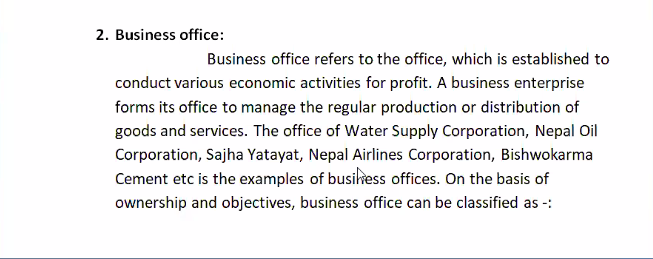 2. Business office:
Business office refers to the office, which is established to
conduct various economic activities for profit. A business enterprise
forms its office to manage the regular production or distribution of
goods and services. The office of Water Supply Corporation, Nepal Oil
Corporation, Sajha Yatayat, Nepal Airlines Corporation, Bishwokarma
Cement etc is the examples of business offices. On the basis of
ownership and objectives, business office can be classified as -: